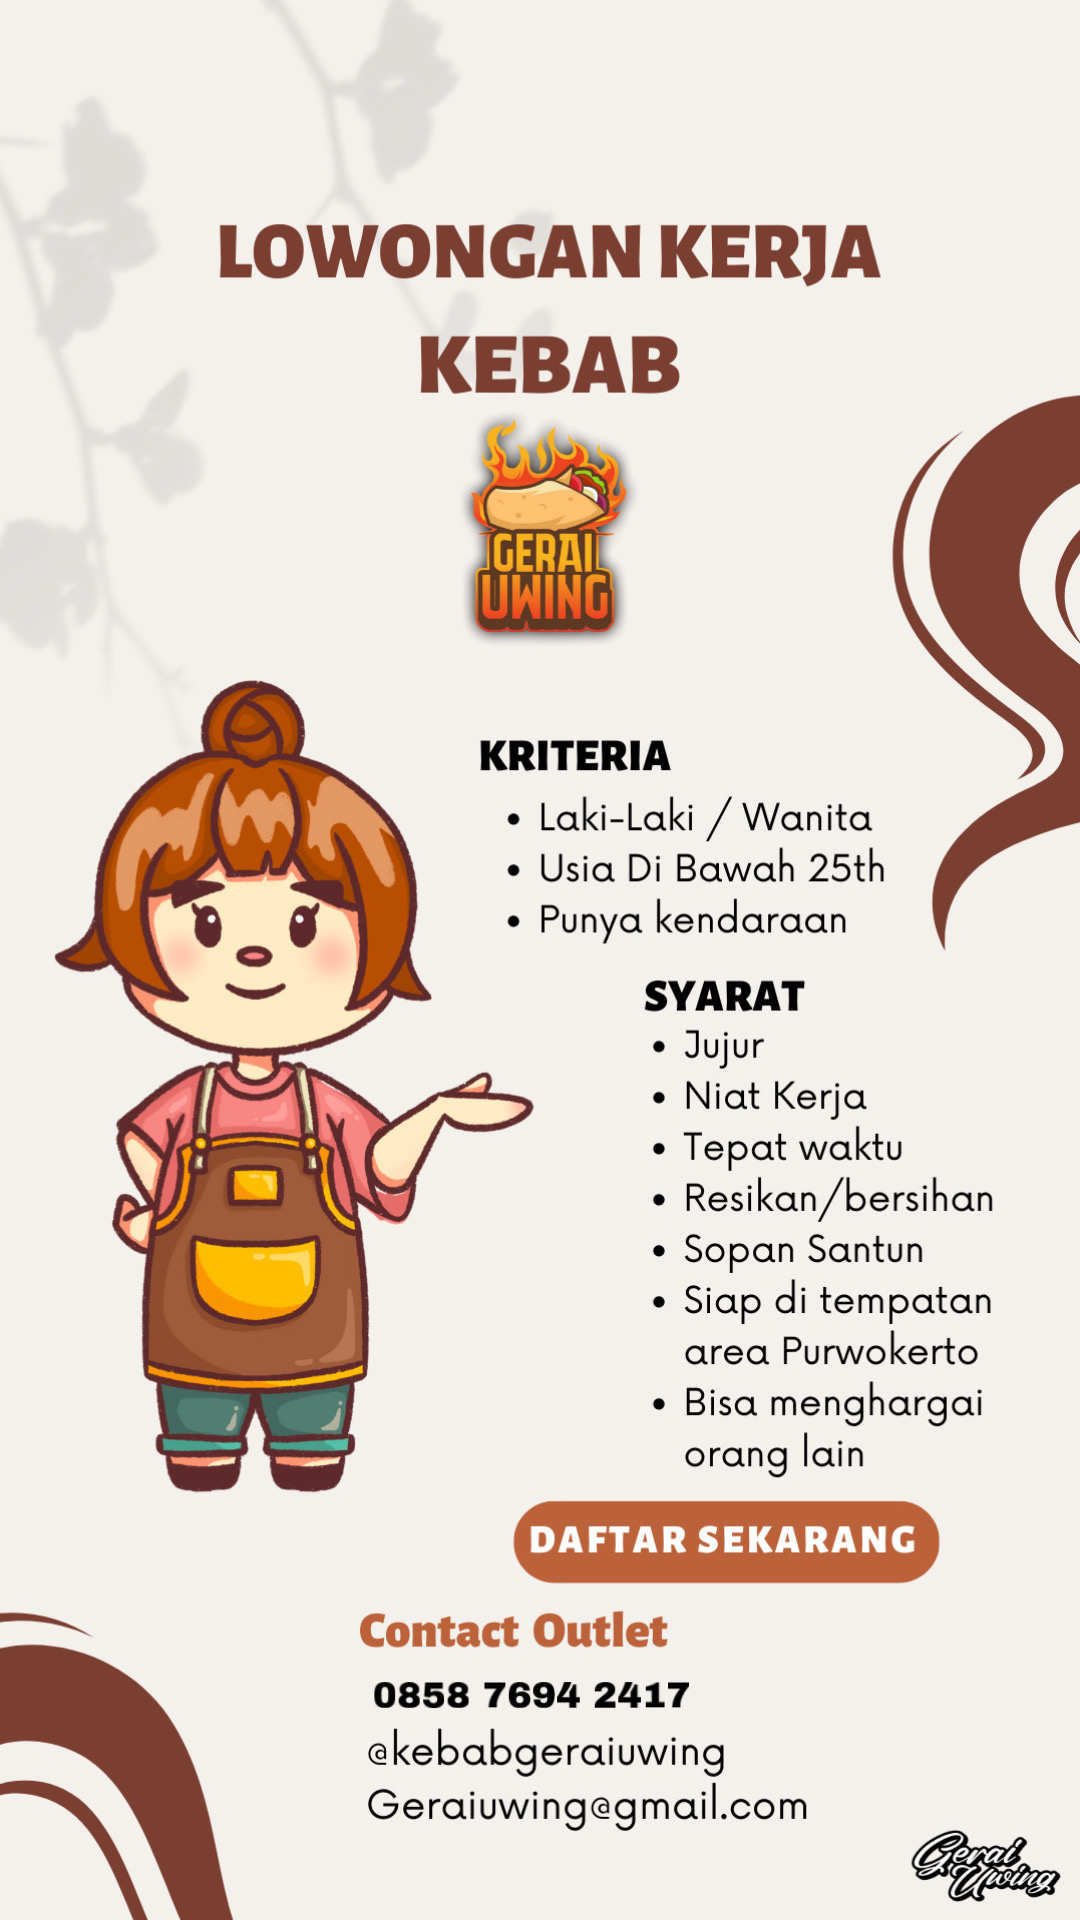 LOWONGAN KERJA
KEBAB
GERAI
UWING
KRITERIA
• Laki-Laki / Wanita
• Usia Di Bawah 25th
• Punya kendaraan
SYARAT
• Jujur
• Niat Kerja
• Tepat waktu
• Resikan/bersihan
• Sopan Santun
• Siap di tempatan
area Purwokerto
• Bisa menghargai
orang lain
DAFTAR SEKARANG
Contact Outlet
0858 7694 2417
@kebabgeraiuwing
Geraiuwing@gmail.com
Gerai
Uwing